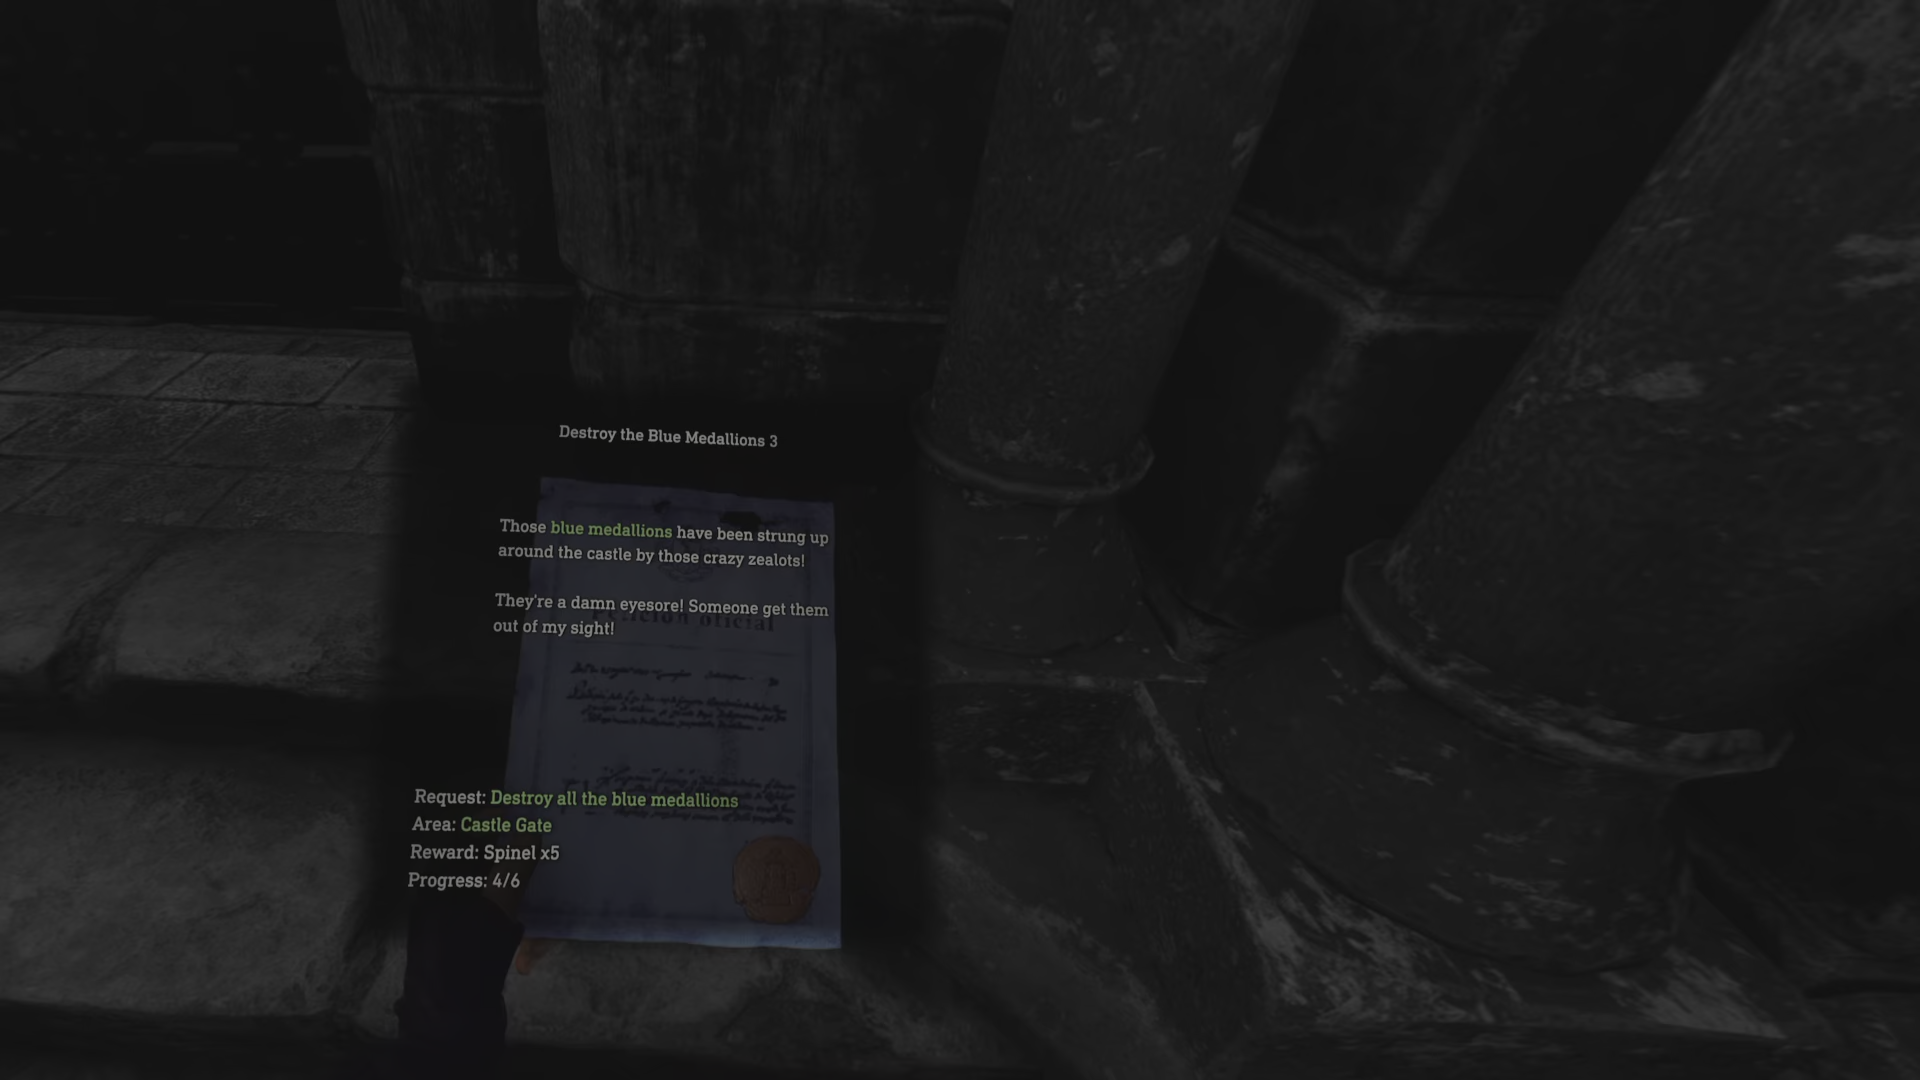 Destroy the Blue Medallions 3
Those blue medallions have been strung up
around the castle by those crazy zealots!
They're a damn eyesore! Someone get them
out of my sight!
Petición oficial
Request: Destroy all the blue medallions
Area: Castle Gate
Reward: Spinel x5
Progress: 4/6